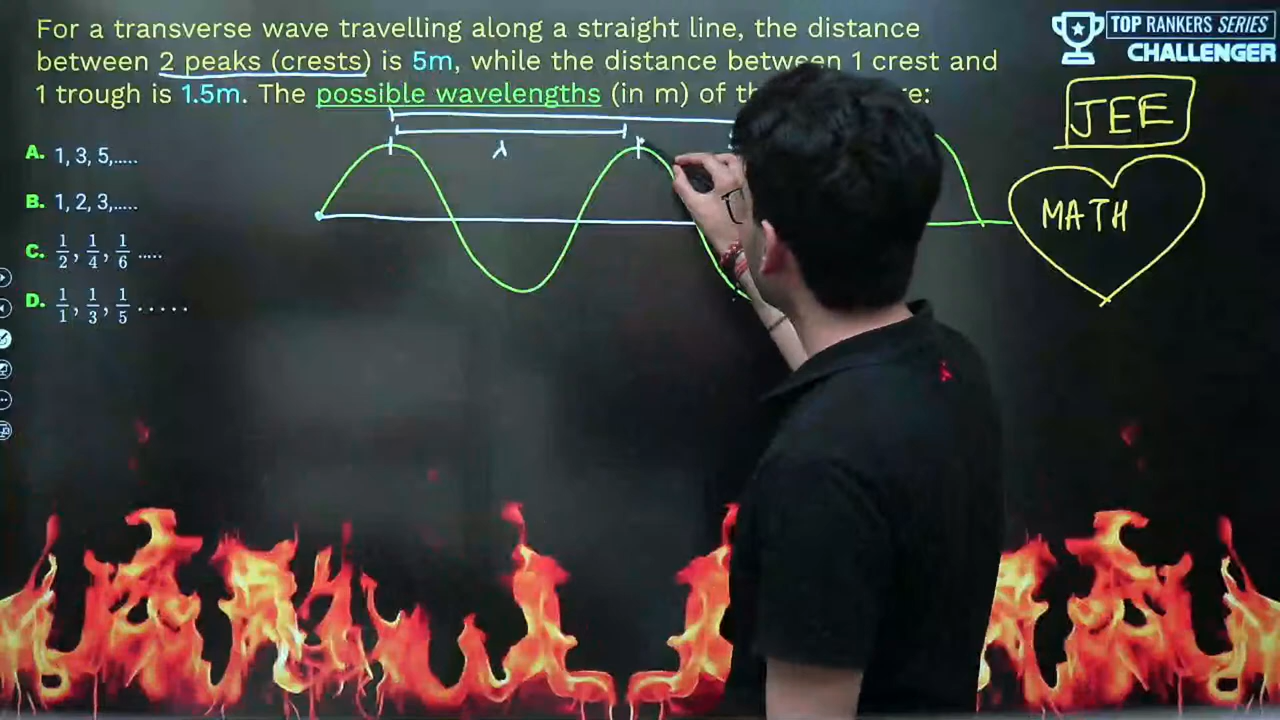 For a transverse wave travelling along a straight line, the distance
between 2 peaks (crests) is 5m, while the distance between 1 crest and
1 trough is 1.5m. The possible wavelengths (in m) of
A. 1, 3, 5,.....
B. 1, 2, 3,.....
C. 1/2, 1/4, 1/6 .....
D. 1/1, 1/3, 1/5 .....
λ
TOP RANKERS SERIES
CHALLENGER
JEE
MATH